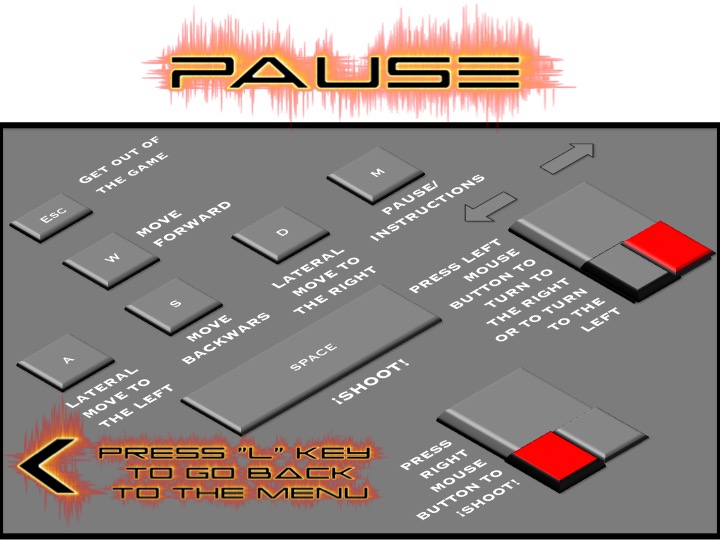 PAUSE
Esc
GET OUT OF
THE GAME
W
MOVE
FORWARD
S
MOVE
BACKWARS
A
LATERAL
MOVE TO
THE LEFT
D
LATERAL
MOVE TO
THE RIGHT
M
PAUSE/
INSTRUCTIONS
SPACE
¡SHOOT!
PRESS LEFT
MOUSE
BUTTON TO
TURN TO
THE RIGHT
OR TO TURN
TO THE
LEFT
PRESS
RIGHT
MOUSE
BUTTON TO
¡SHOOT!
PRESS "L" KEY
TO GO BACK
TO THE MENU